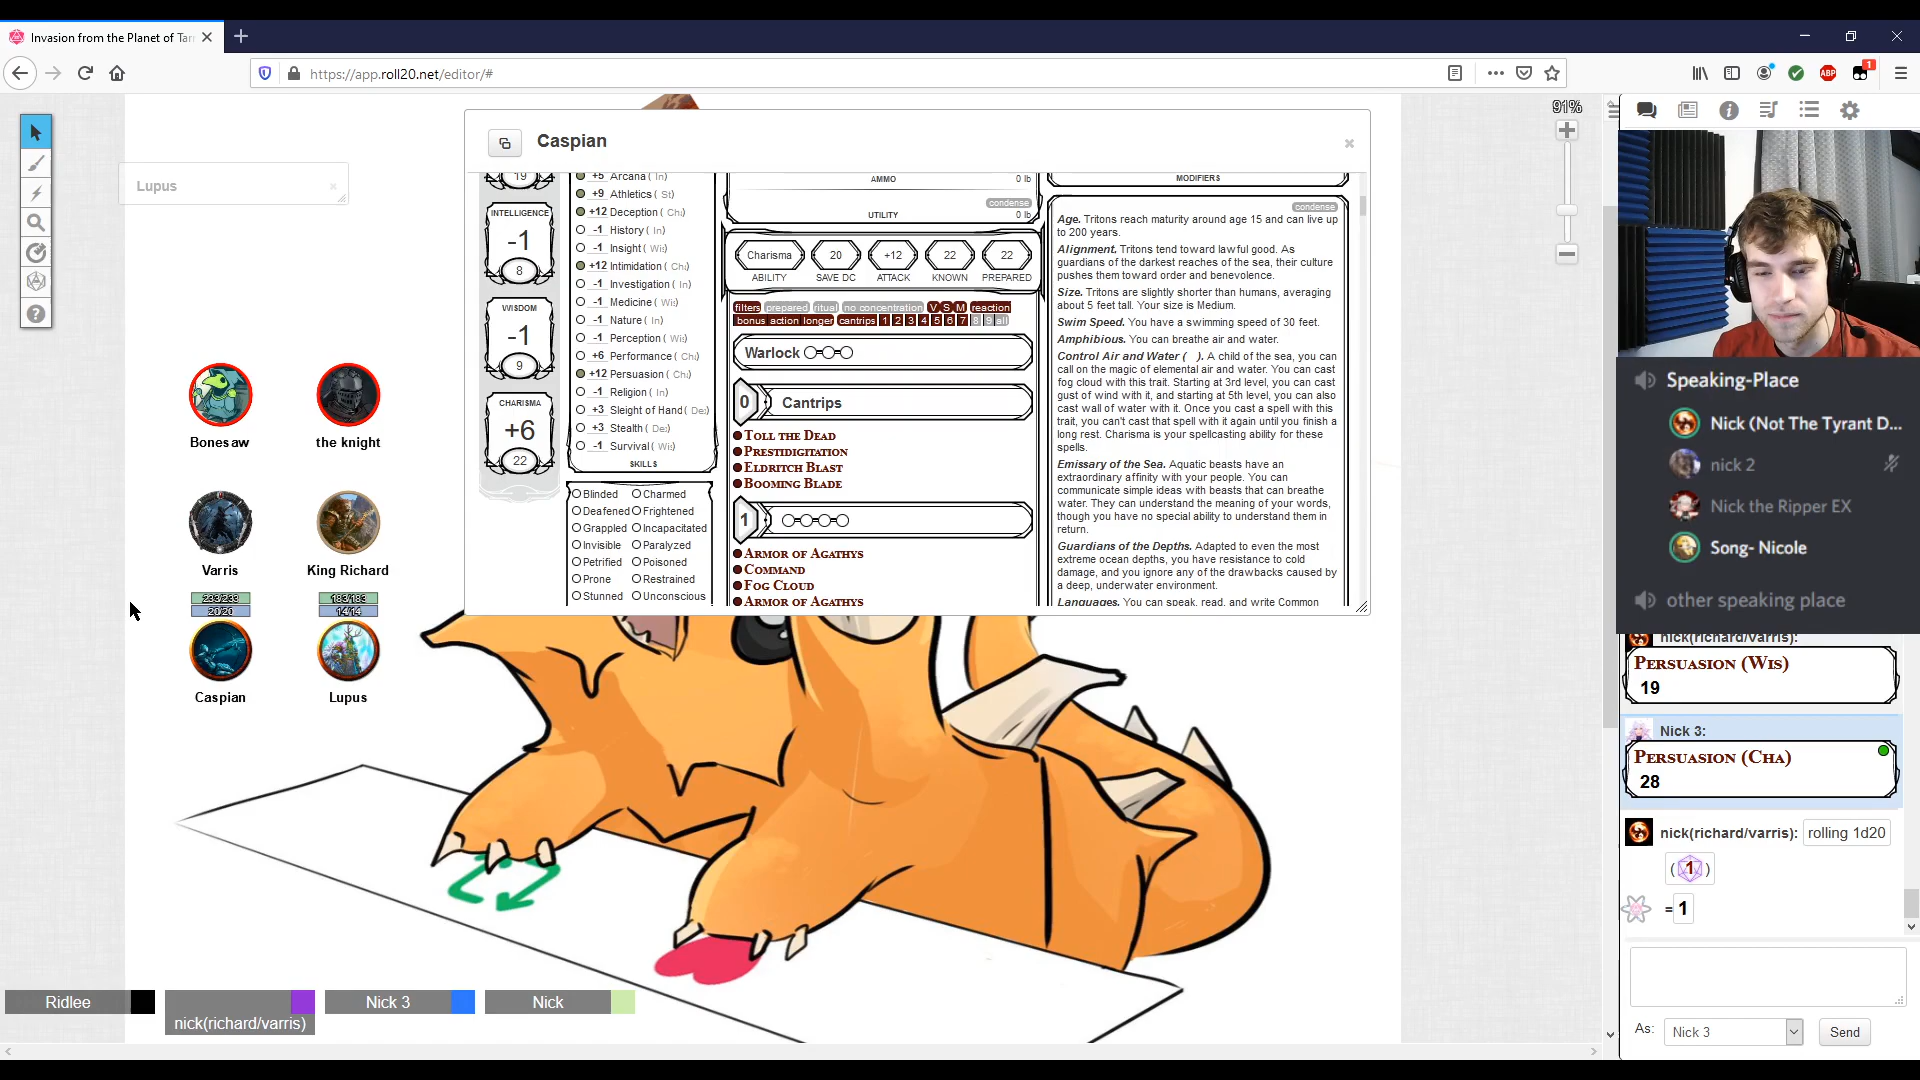 Invasion from the Planet of Tar
https://app.roll20.net/editor/#
ABP
1
91%
Lupus
Caspian
19
INTELLIGENCE
-1
8
WISDOM
-1
9
CHARISMA
+6
22
+5 Arcana ( In)
+9 Athletics ( St)
+12 Deception ( Cha)
-1 History ( In)
-1 Insight ( Wis)
+12 Intimidation ( Cha)
-1 Investigation ( In)
-1 Medicine ( Wis)
-1 Nature ( In)
-1 Perception ( Wis)
+6 Performance ( Cha)
+12 Persuasion ( Cha)
-1 Religion ( In)
+3 Sleight of Hand( Dex)
+3 Stealth ( Dex)
-1 Survival ( Wis)
SKILLS
Blinded Charmed
Deafened Frightened
Grappled Incapacitated
Invisible Paralyzed
Petrified Poisoned
Prone Restrained
Stunned Unconscious
AMMO 0 lb
condense
UTILITY 0 lb
Charisma 20 +12 22 22
ABILITY SAVE DC ATTACK KNOWN PREPARED
filters prepared ritual no concentration V S M reaction
bonus action longer cantrips 1 2 3 4 5 6 7 8 9 all
Warlock
0 Cantrips
Toll the Dead
Prestidigitation
Eldritch Blast
Booming Blade
1
Armor of Agathys
Command
Fog Cloud
Armor of Agathys
MODIFIERS
condense
Age. Tritons reach maturity around age 15 and can live up
to 200 years.
Alignment. Tritons tend toward lawful good. As
guardians of the darkest reaches of the sea, their culture
pushes them toward order and benevolence.
Size. Tritons are slightly shorter than humans, averaging
about 5 feet tall. Your size is Medium.
Swim Speed. You have a swimming speed of 30 feet.
Amphibious. You can breathe air and water.
Control Air and Water ( ). A child of the sea, you can
call on the magic of elemental air and water. You can cast
fog cloud with this trait. Starting at 3rd level, you can cast
gust of wind with it, and starting at 5th level, you can also
cast wall of water with it. Once you cast a spell with this
trait, you can't cast that spell with it again until you finish a
long rest. Charisma is your spellcasting ability for these
spells.
Emissary of the Sea. Aquatic beasts have an
extraordinary affinity with your people. You can
communicate simple ideas with beasts that can breathe
water. They can understand the meaning of your words,
though you have no special ability to understand them in
return.
Guardians of the Depths. Adapted to even the most
extreme ocean depths, you have resistance to cold
damage, and you ignore any of the drawbacks caused by
a deep, underwater environment.
Languages. You can speak, read, and write Common
Bonesaw the knight
Varris King Richard
233/233 183/183
20/20 14/14
Caspian Lupus
Speaking-Place
Nick (Not The Tyrant D...
nick 2
Nick the Ripper EX
Song- Nicole
other speaking place
nick(richard/varris):
Persuasion (Wis)
19
Nick 3:
Persuasion (Cha)
28
nick(richard/varris): rolling 1d20
(1)
=1
As: Nick 3 Send
Ridlee
nick(richard/varris)
Nick 3
Nick